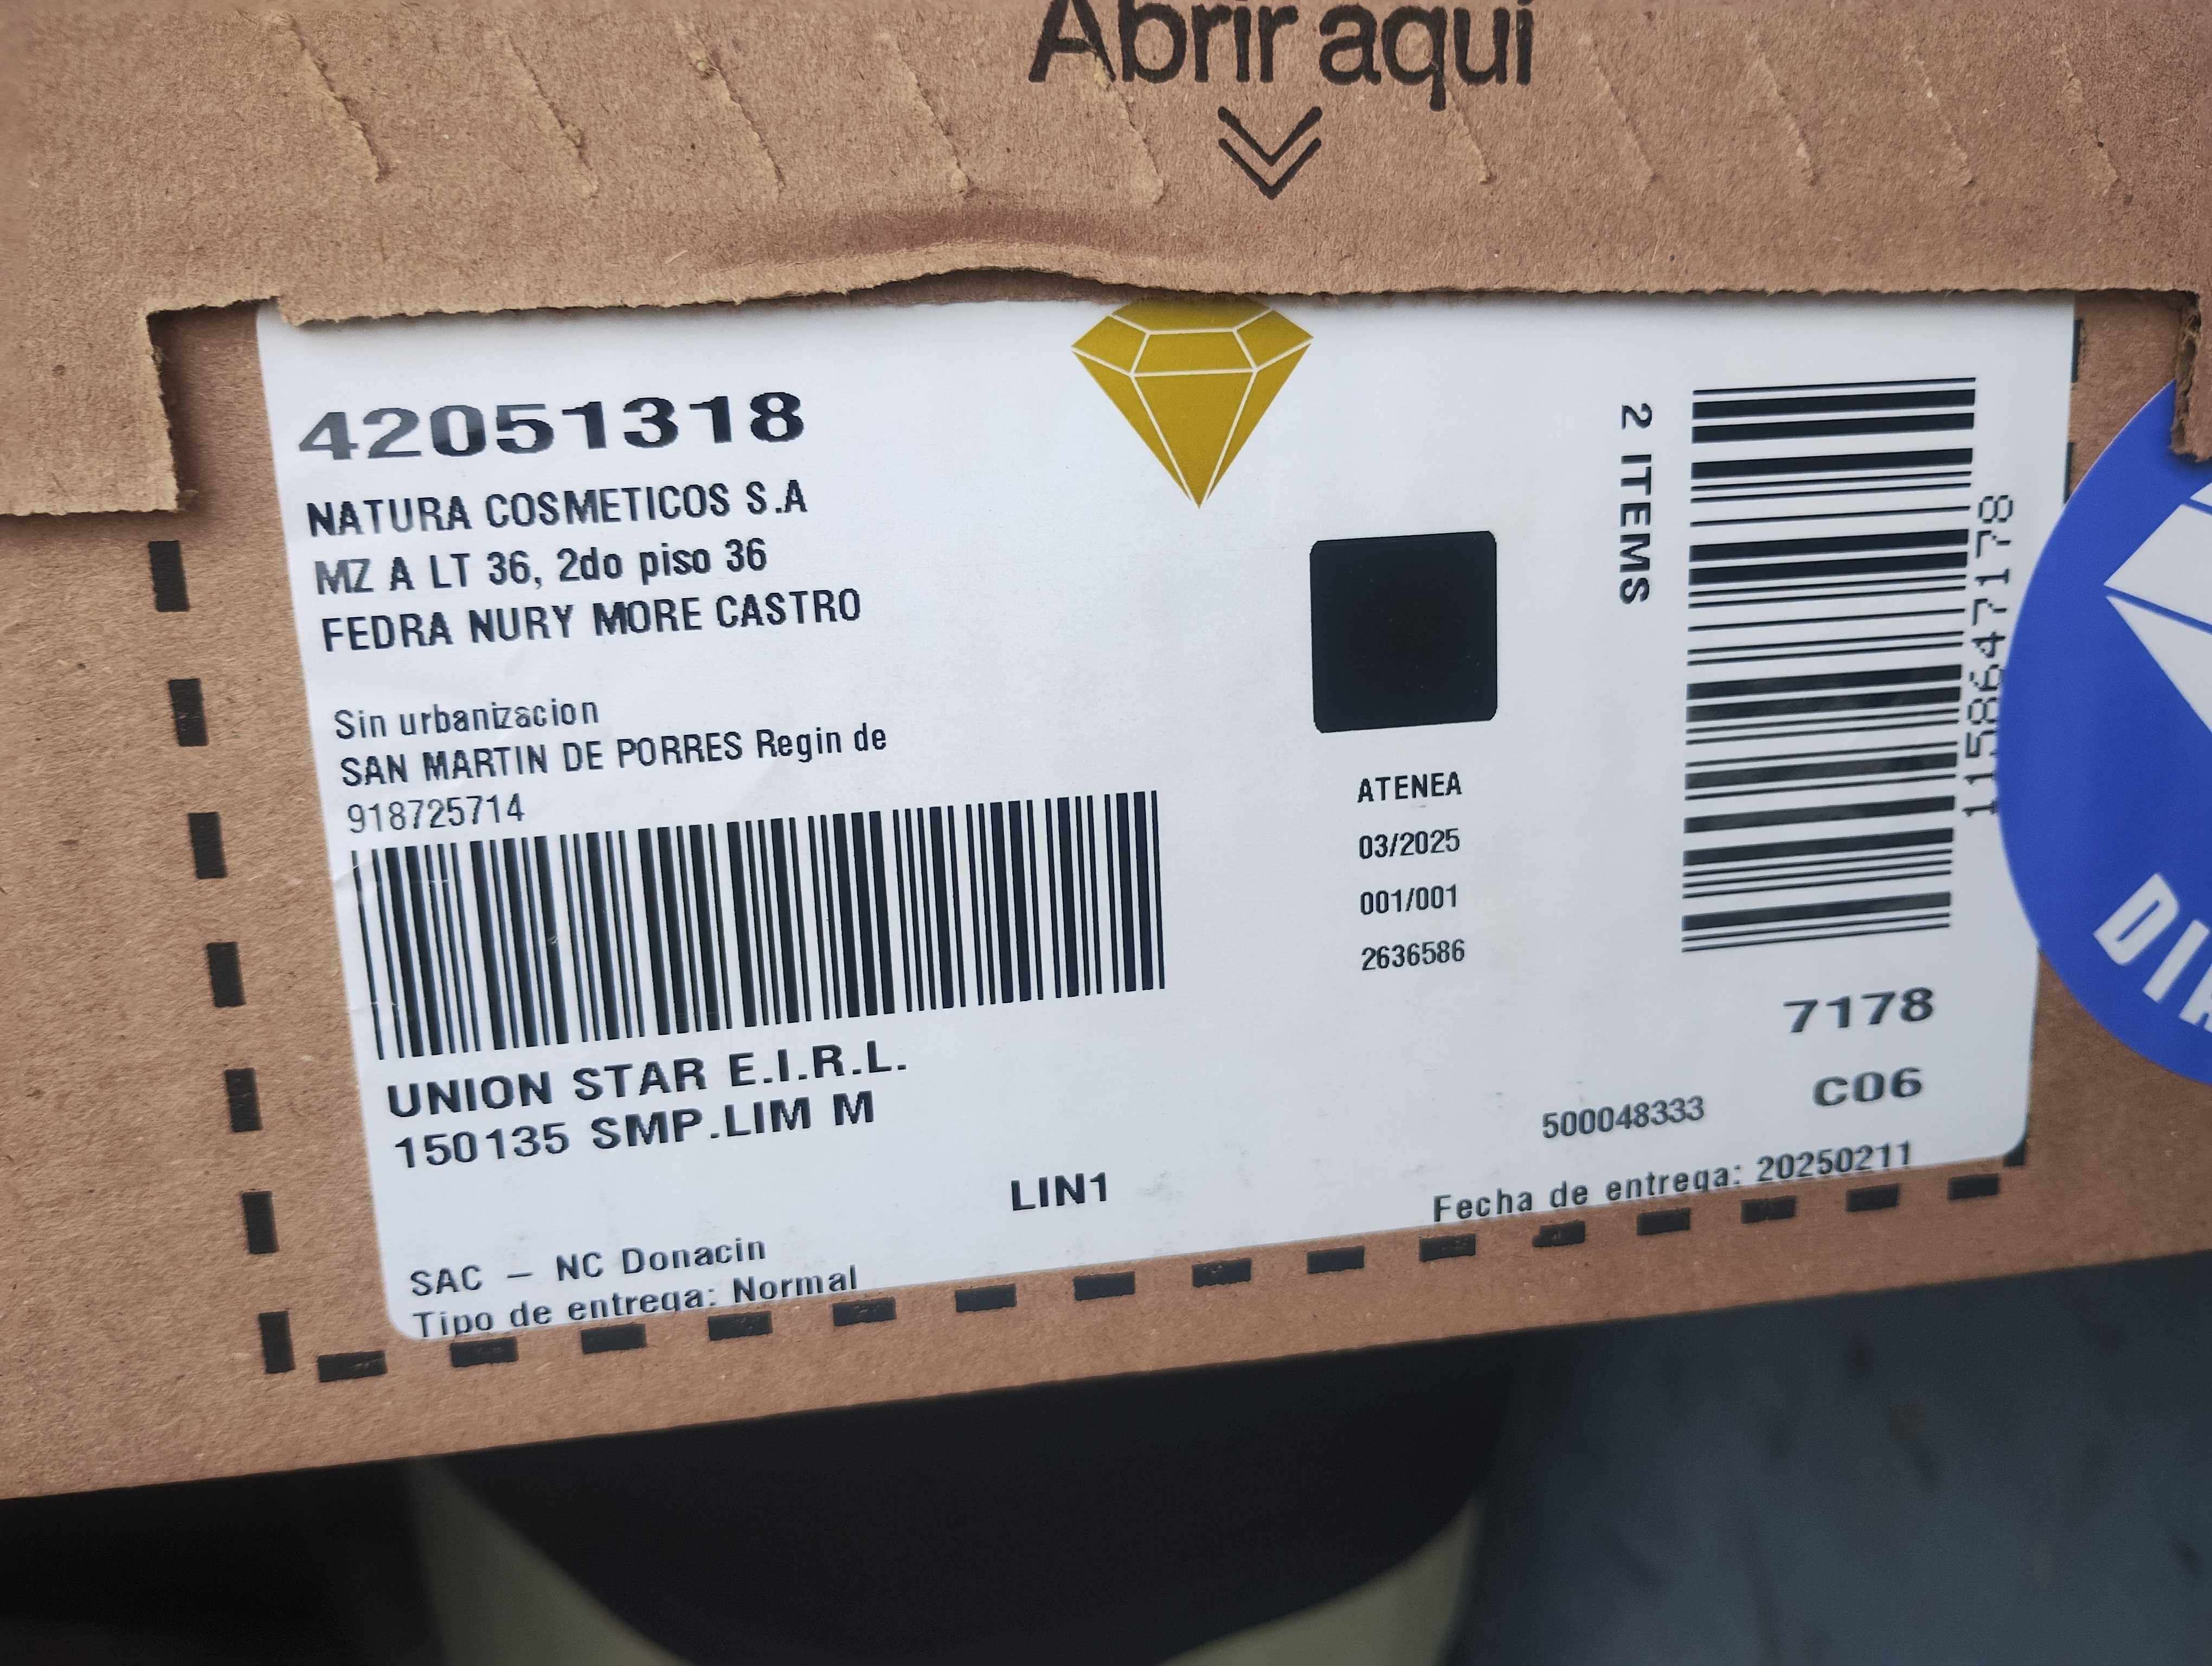 Abrir aqui
42051318
NATURA COSMETICOS S.A
MZ A LT 36, 2do piso 36
FEDRA NURY MORE CASTRO
Sin urbanizacion
SAN MARTIN DE PORRES Regin de
918725714
UNION STAR E.I.R.L.
150135 SMP.LIM M
LIN1
SAC – NC Donacin
Tipo de entrega: Normal
ATENEA
03/2025
001/001
2636586
2 ITEMS
1158647178
7178
C06
500048333
Fecha de entrega: 20250211